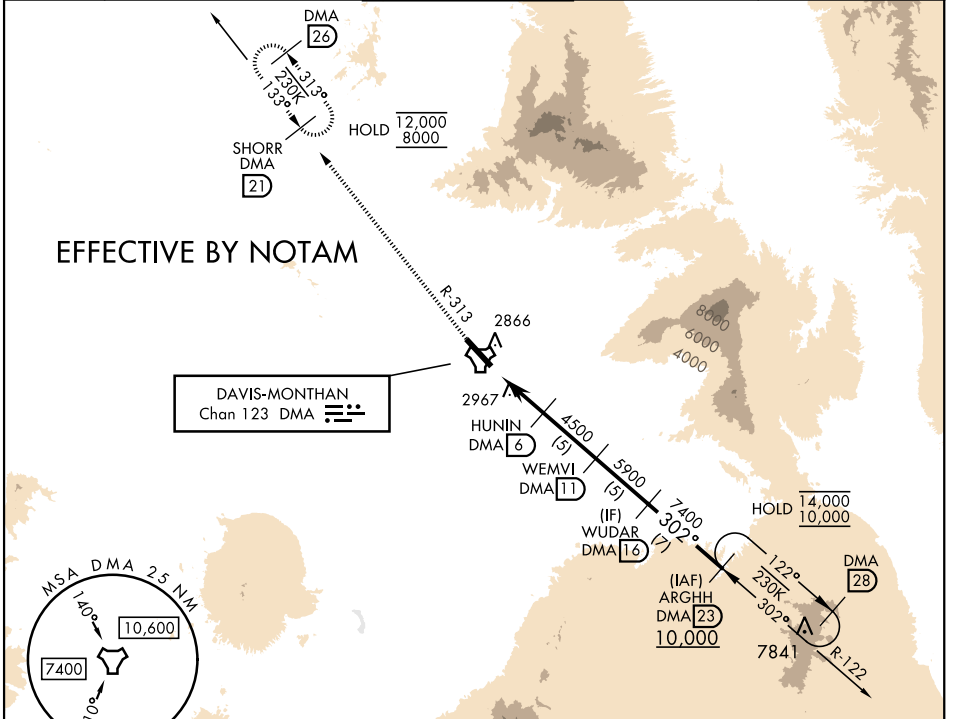 DMA
26
313°
230K
133°
HOLD 12,000
8000
SHORR
DMA
21
EFFECTIVE BY NOTAM
R-313
2866
8000
6000
4000
DAVIS-MONTHAN
Chan 123 DMA
2967
HUNIN
DMA 6
4500
(5)
WEMVI
DMA 11
5900
(5)
(IF)
WUDAR
DMA 16
7400
302°
(7)
HOLD 14,000
10,000
(IAF)
ARGHH
DMA 23
10,000
122°
230K
302°
DMA
28
7841
R-122
MSA DMA 25 NM
140°
10,600
7400